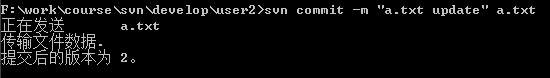 F:\work\course\svn\develop\user2>svn commit -m "a.txt update" a.txt
正在发送       a.txt
传输文件数据.
提交后的版本为 2。